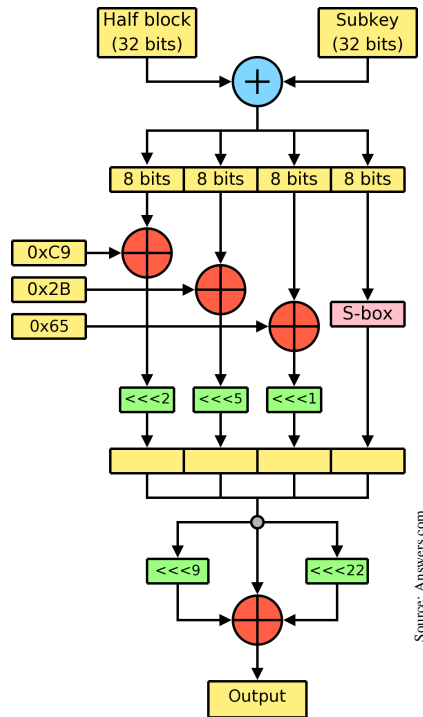 Half block
(32 bits)
Subkey
(32 bits)
8 bits
8 bits
8 bits
8 bits
0xC9
0x2B
0x65
S-box
<<<2
<<<5
<<<1
<<<9
<<<22
Output
Source: Answers.com